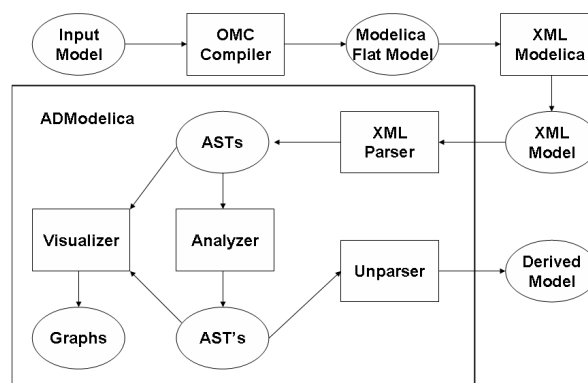 Input
Model
OMC
Compiler
Modelica
Flat Model
XML
Modelica
ADModelica
ASTs
XML
Parser
XML
Model
Visualizer
Analyzer
Unparser
Derived
Model
Graphs
AST's